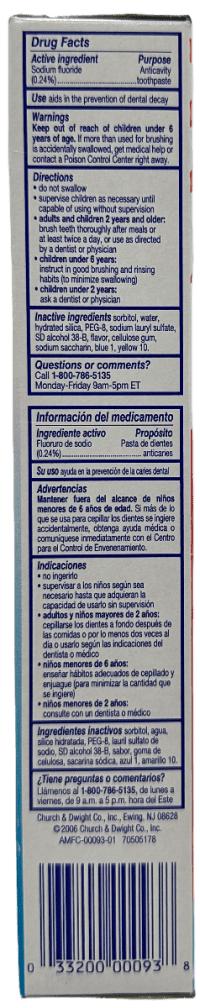 Drug Facts
Active ingredient Purpose
Sodium fluoride Anticavity
(0.24%)............................toothpaste
Use aids in the prevention of dental decay
Warnings
Keep out of reach of children under 6
years of age. If more than used for brushing
is accidentally swallowed, get medical help or
contact a Poison Control Center right away.
Directions
• do not swallow
• supervise children as necessary until
capable of using without supervision
• adults and children 2 years and older:
brush teeth thoroughly after meals or
at least twice a day, or use as directed
by a dentist or physician
• children under 6 years:
instruct in good brushing and rinsing
habits (to minimize swallowing)
• children under 2 years:
ask a dentist or physician
Inactive ingredients sorbitol, water,
hydrated silica, PEG-8, sodium lauryl sulfate,
SD alcohol 38-B, flavor, cellulose gum,
sodium saccharin, blue 1, yellow 10.
Questions or comments?
Call 1-800-786-5135
Monday-Friday 9am-5pm ET
Información del medicamento
Ingrediente activo Propósito
Fluoruro de sodio Pasta de dientes
(0.24%)............................ anticaries
Su uso ayuda en la prevención de la caries dental
Advertencias
Mantener fuera del alcance de niños
menores de 6 años de edad. Si más de lo
que se usa para cepillar los dientes se ingiere
accidentalmente, obtenga ayuda médica o
comuníquese inmediatamente con el Centro
para el Control de Envenenamiento.
Indicaciones
• no ingerirlo
• supervisar a los niños según sea
necesario hasta que adquieran la
capacidad de usarlo sin supervisión
• adultos y niños mayores de 2 años:
cepillarse los dientes a fondo después de
las comidas o por lo menos dos veces al
día o usarlo según las indicaciones del
dentista o médico
• niños menores de 6 años:
enseñar hábitos adecuados de cepillado y
enjuague (para minimizar la cantidad que
se ingiere)
• niños menores de 2 años:
consulte con un dentista o médico
Ingredientes inactivos sorbitol, agua,
sílice hidratada, PEG-8, lauril sulfato de
sodio, SD alcohol 38-B, sabor, goma de
celulosa, sacarina sódica, azul 1, amarillo 10.
¿Tiene preguntas o comentarios?
Llámenos al 1-800-786-5135, de lunes a
viernes, de 9 a.m. a 5 p.m. hora del Este
Church & Dwight Co., Inc., Ewing, NJ 08628
© 2006 Church & Dwight Co., Inc.
AMFC-00093-01 70505178
0 33200 00093 8